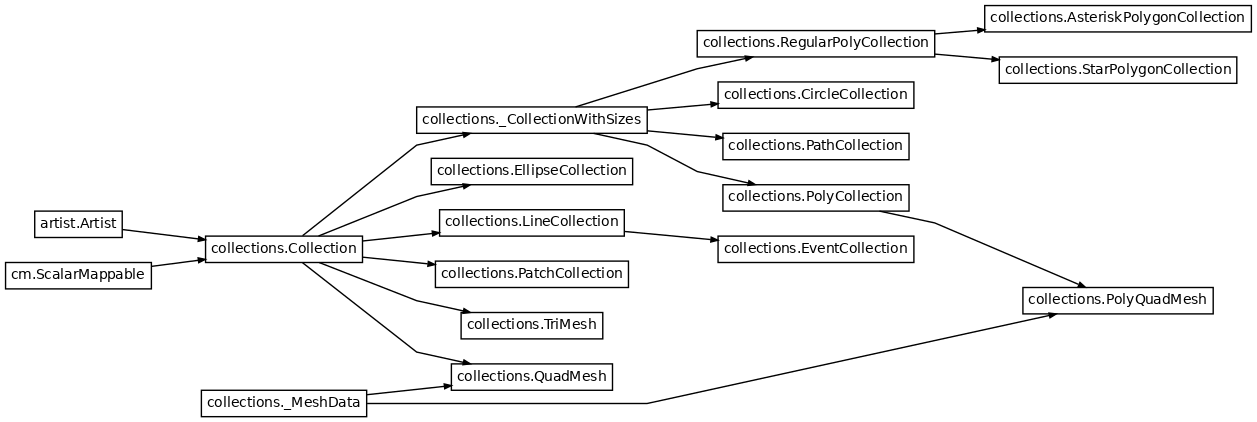 collections.AsteriskPolygonCollection
collections.RegularPolyCollection
collections.StarPolygonCollection
collections.CircleCollection
collections._CollectionWithSizes
collections.PathCollection
collections.EllipseCollection
collections.PolyCollection
artist.Artist
collections.LineCollection
collections.Collection
collections.EventCollection
cm.ScalarMappable
collections.PatchCollection
collections.PolyQuadMesh
collections.TriMesh
collections.QuadMesh
collections._MeshData